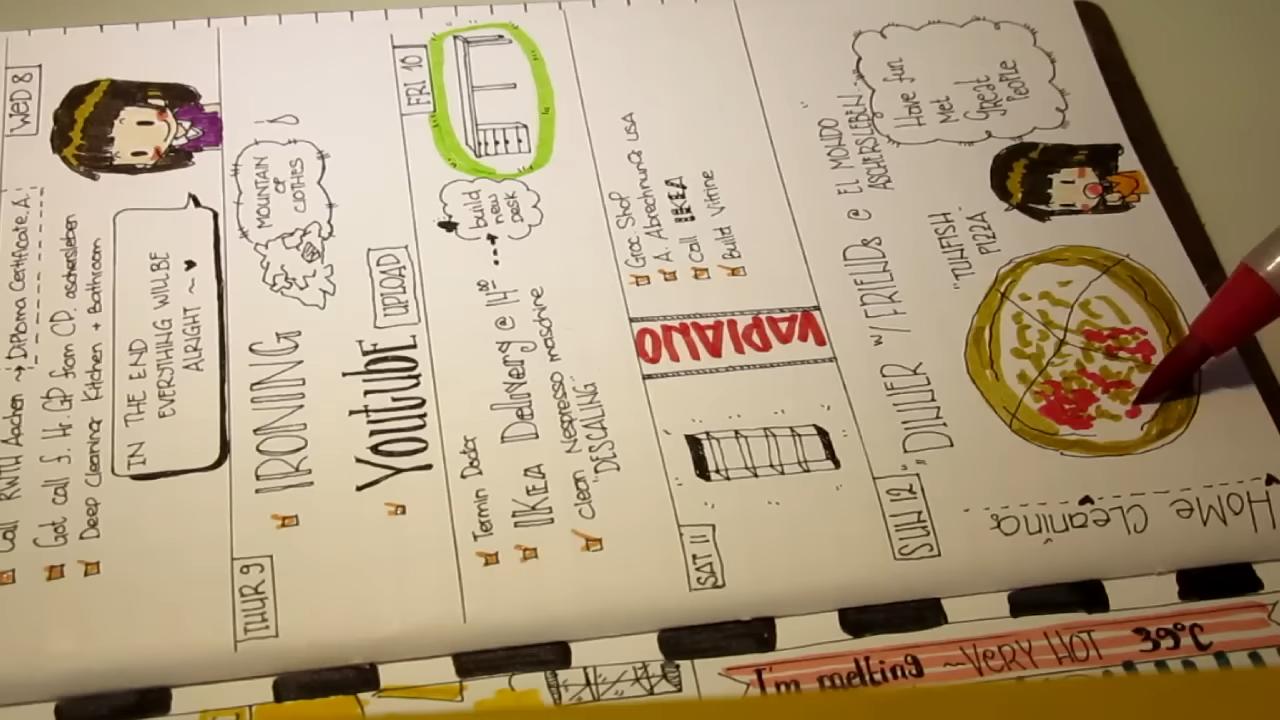 WED 8
Call RWTH Aachen → Diploma Certificate A.
Got call f. Hr. GP from CP. aschersleben
Deep Cleaning Kitchen + Bathroom
IN THE END
EVERYTHING WILL BE
ALRIGHT ~ ♥
THUR 9
IRONING
MOUNTAIN
OF
CLOTHES
Youtube UPLOAD
FRI 10
Termin Doctor
IKEA Delivery @ 14⁰⁰
build
new
Desk
clean Nespresso maschine
"DESCALING"
SAT 11
VAPIANO
Groc. Shop
A. Abrechnung USA
Call IKEA
Build Vitrine
SUN 12
"DINNER w/ FRIENDS @ EL MONDO
ASCHERSLEBEN"
"TUNFISH
PIZZA"
Have fun
Met
Great
People
HOME CLEANING
I'm melting ~VERY HOT 39°C